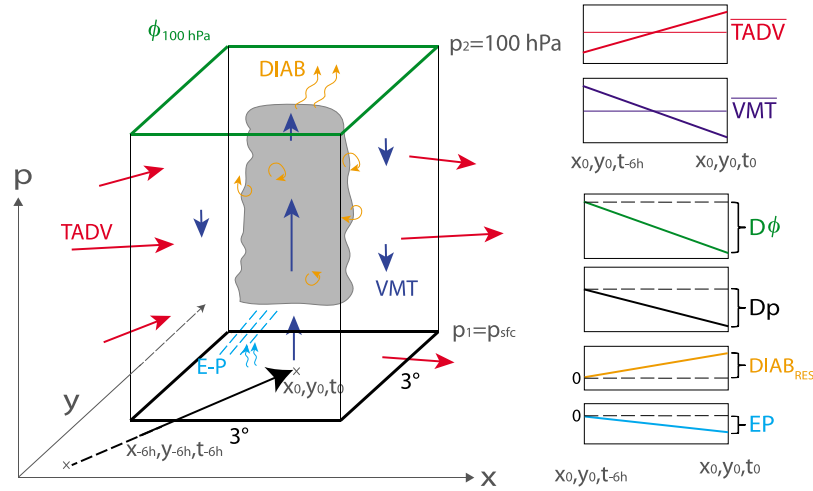 ϕ100 hPa
p₂=100 hPa
DIAB
p
TADV
VMT
p₁=psfc
E-P
x₀,y₀,t₀
3°
y
3°
x₋₆ₕ,y₋₆ₕ,t₋₆ₕ
x
TADV
VMT
x₀,y₀,t₋₆ₕ
x₀,y₀,t₀
Dϕ
Dp
0
DIAB_RES
0
EP
x₀,y₀,t₋₆ₕ
x₀,y₀,t₀